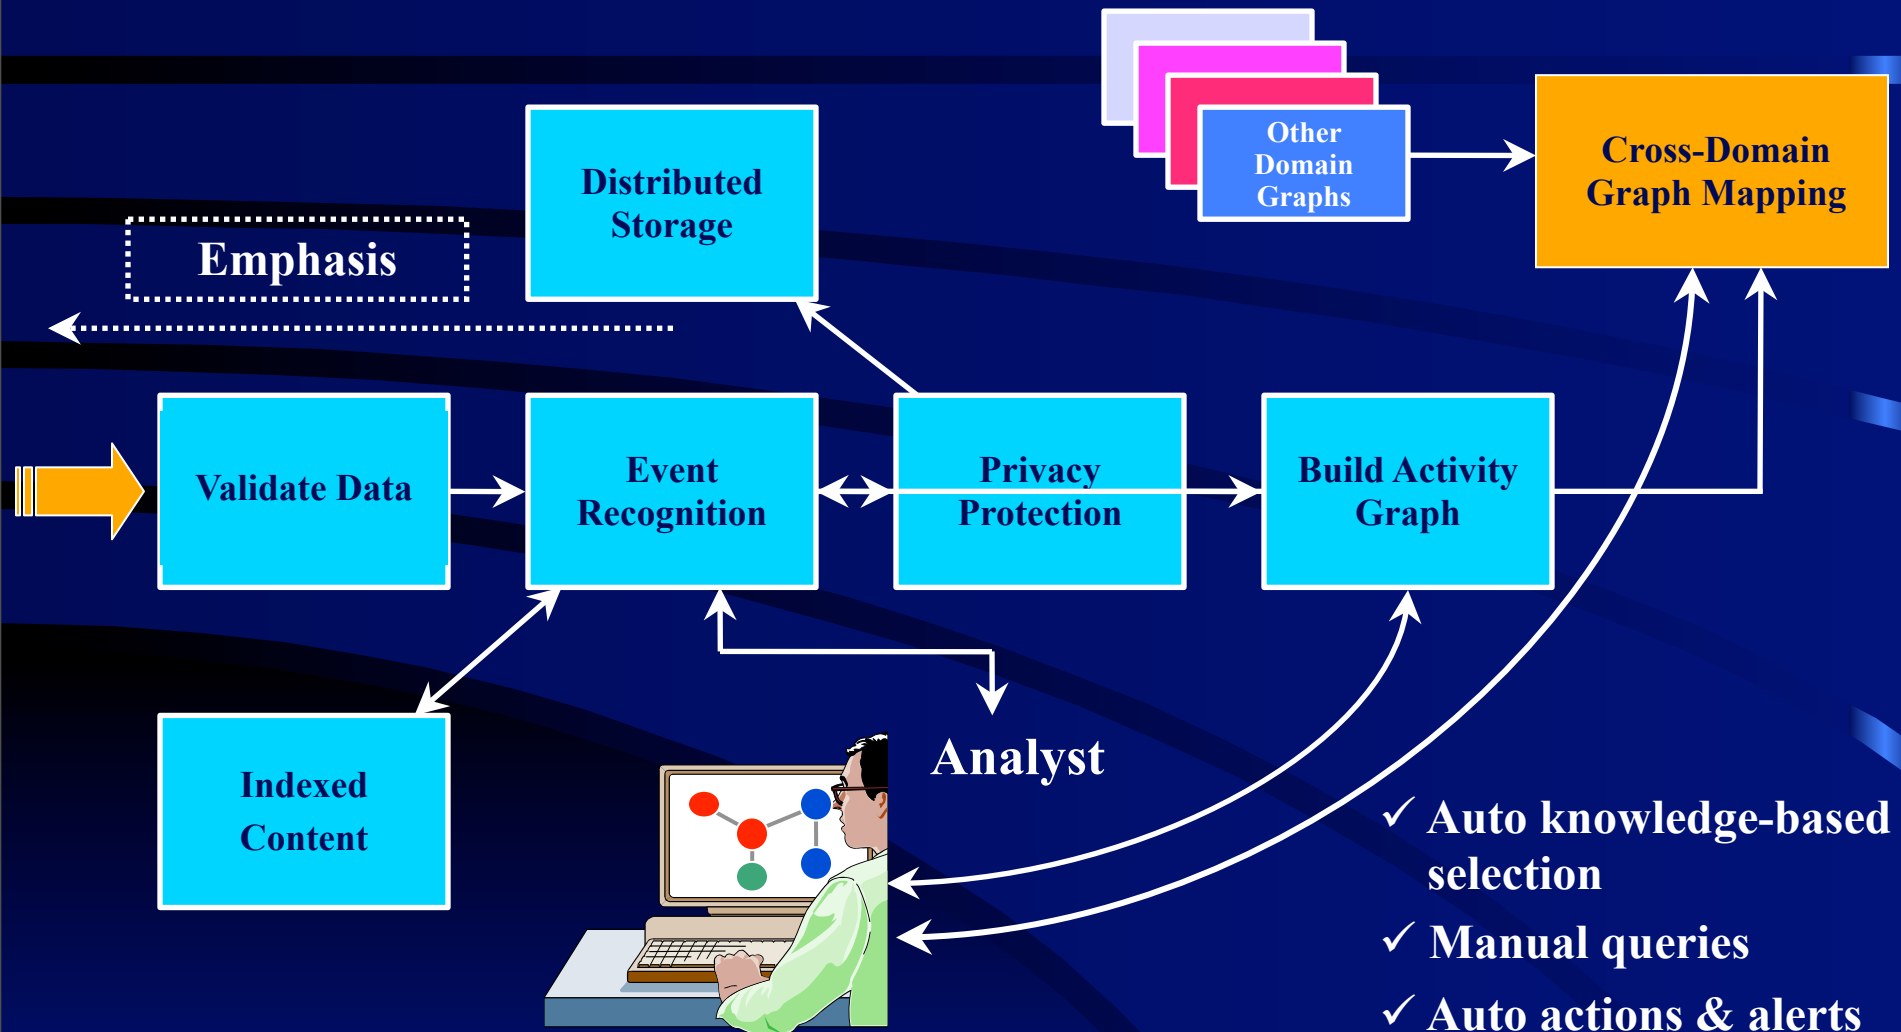 Other
Domain
Graphs
Cross-Domain
Graph Mapping
Distributed
Storage
Emphasis
Validate Data
Event
Recognition
Privacy
Protection
Build Activity
Graph
Indexed
Content
Analyst
✓ Auto knowledge-based
selection
✓ Manual queries
✓ Auto actions & alerts